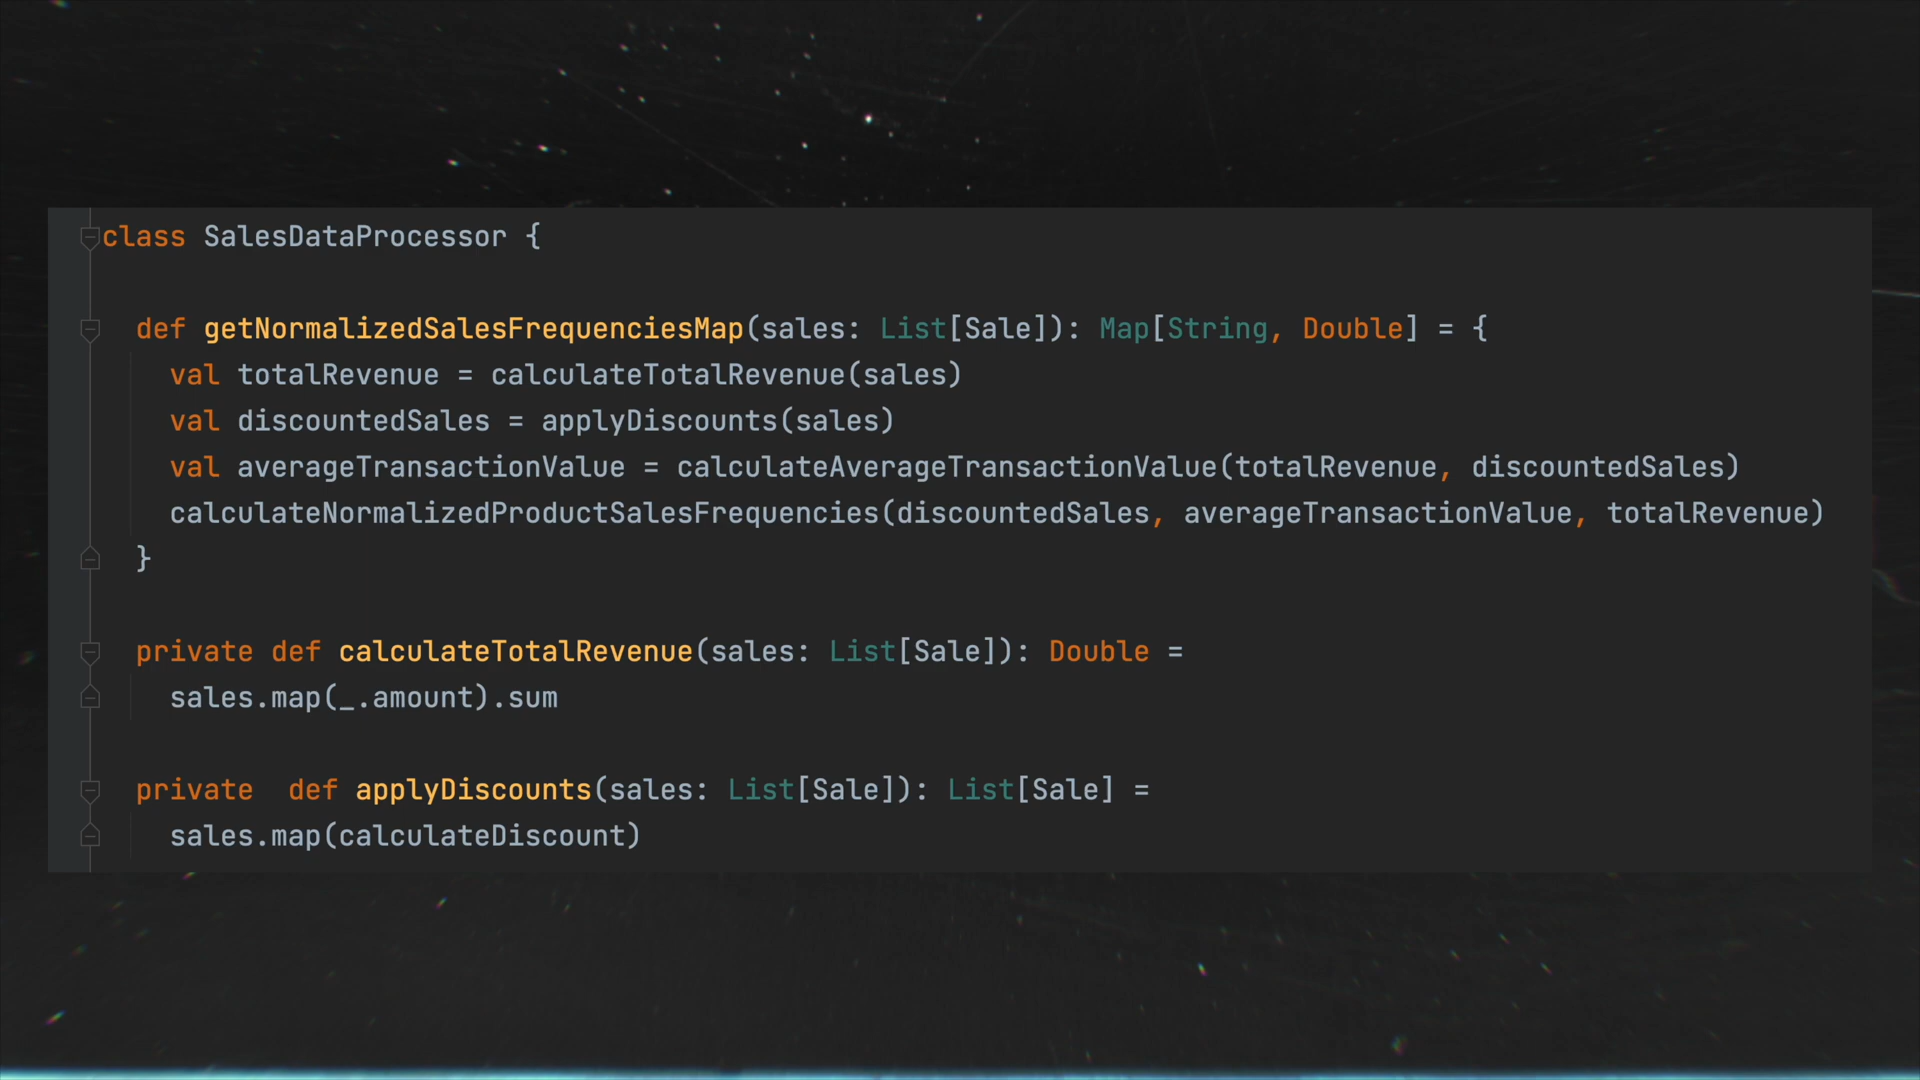 class SalesDataProcessor {
def getNormalizedSalesFrequenciesMap(sales: List[Sale]): Map[String, Double] = {
val totalRevenue = calculateTotalRevenue(sales)
val discountedSales = applyDiscounts(sales)
val averageTransactionValue = calculateAverageTransactionValue(totalRevenue, discountedSales)
calculateNormalizedProductSalesFrequencies(discountedSales, averageTransactionValue, totalRevenue)
}
private def calculateTotalRevenue(sales: List[Sale]): Double =
sales.map(_.amount).sum
private  def applyDiscounts(sales: List[Sale]): List[Sale] =
sales.map(calculateDiscount)